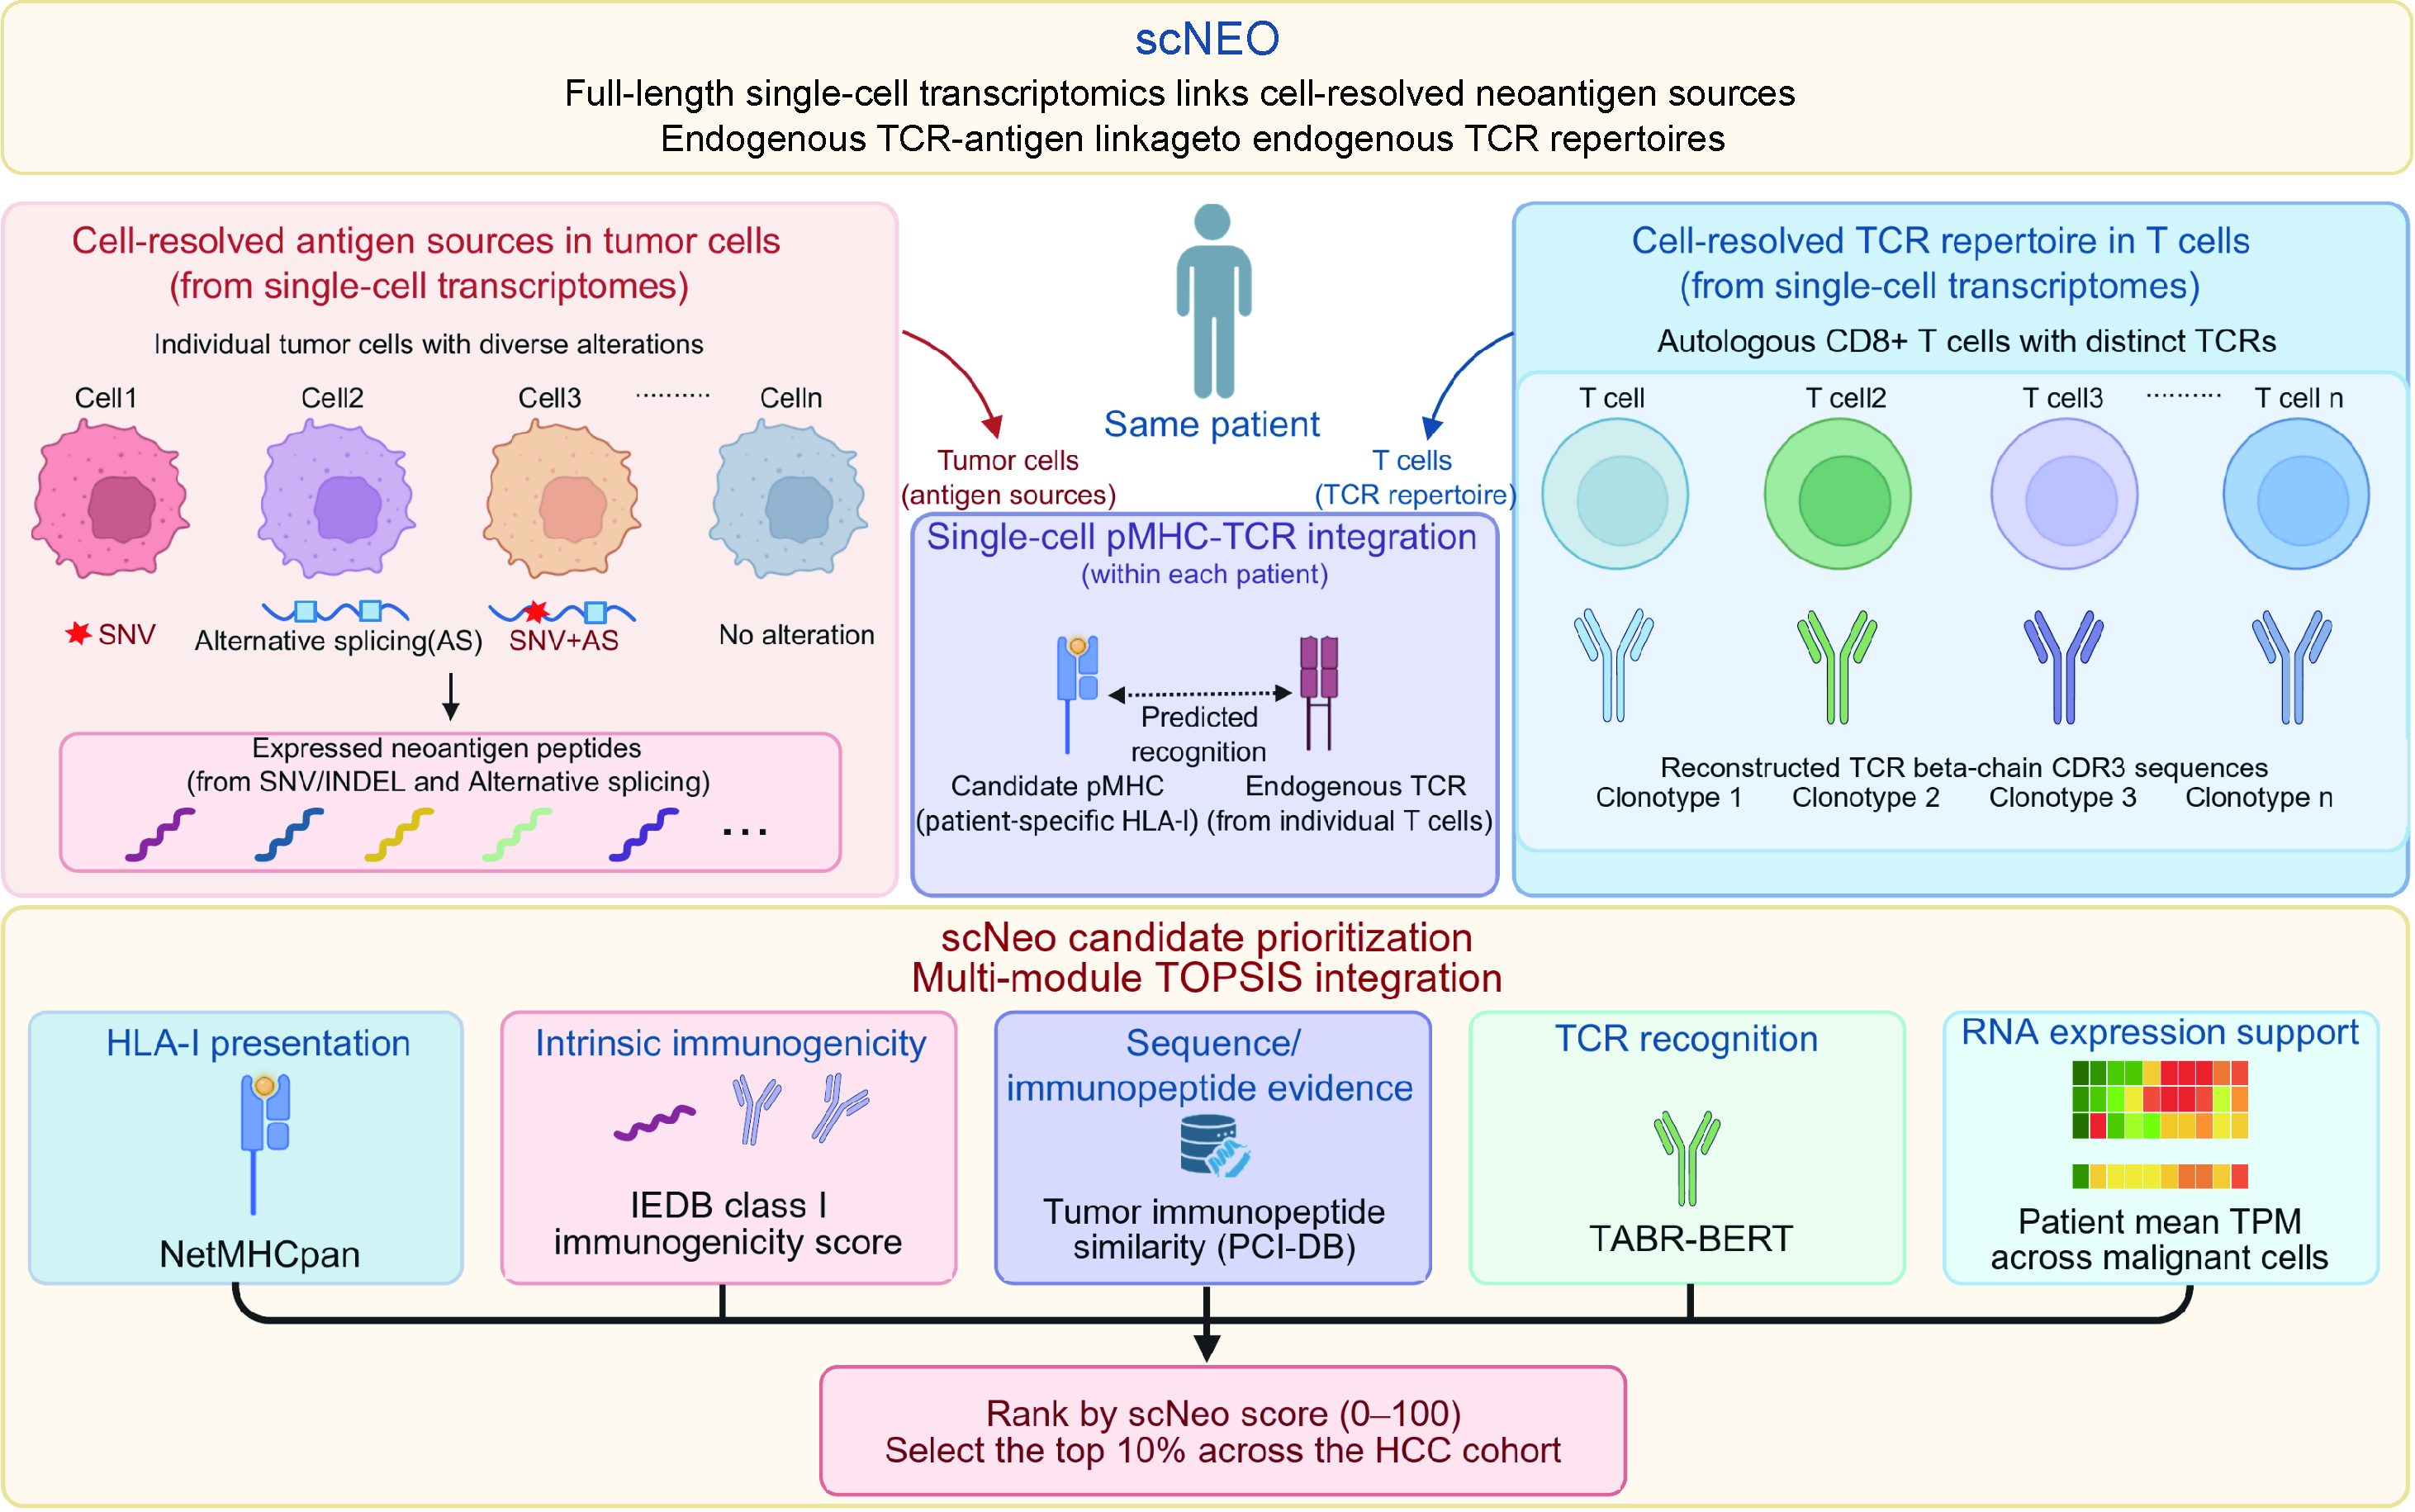 scNEO
Full-length single-cell transcriptomics links cell-resolved neoantigen sources
Endogenous TCR-antigen linkageto endogenous TCR repertoires
Cell-resolved antigen sources in tumor cells
(from single-cell transcriptomes)
Individual tumor cells with diverse alterations
Cell1
Cell2
Cell3
..........
Celln
SNV
Alternative splicing(AS)
SNV+AS
No alteration
Expressed neoantigen peptides
(from SNV/INDEL and Alternative splicing)
...
Same patient
Tumor cells
(antigen sources)
T cells
(TCR repertoire)
Single-cell pMHC-TCR integration
(within each patient)
Predicted
recognition
Candidate pMHC
(patient-specific HLA-I)
Endogenous TCR
(from individual T cells)
Cell-resolved TCR repertoire in T cells
(from single-cell transcriptomes)
Autologous CD8+ T cells with distinct TCRs
T cell
T cell2
T cell3
..........
T cell n
Reconstructed TCR beta-chain CDR3 sequences
Clonotype 1
Clonotype 2
Clonotype 3
Clonotype n
scNeo candidate prioritization
Multi-module TOPSIS integration
HLA-I presentation
NetMHCpan
Intrinsic immunogenicity
IEDB class I
immunogenicity score
Sequence/
immunopeptide evidence
Tumor immunopeptide
similarity (PCI-DB)
TCR recognition
TABR-BERT
RNA expression support
Patient mean TPM
across malignant cells
Rank by scNeo score (0–100)
Select the top 10% across the HCC cohort